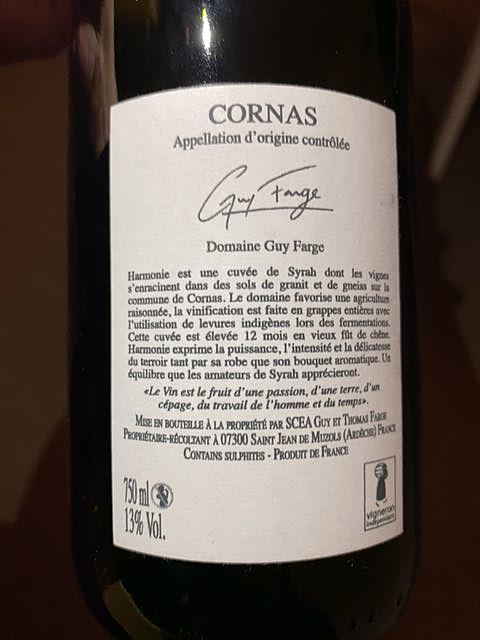 CORNAS
Appellation d'origine contrôlée
Guy Farge
Domaine Guy Farge
Harmonie est une cuvée de Syrah dont les vignes
s'enracinent dans des sols de granit et de gneiss sur la
commune de Cornas. Le domaine favorise une agriculture
raisonnée, la vinification est faite en grappes entières avec
l'utilisation de levures indigènes lors des fermentations.
Cette cuvée est élevée 12 mois en vieux fût de chêne.
Harmonie exprime la puissance, l'intensité et la délicatesse
du terroir tant par sa robe que son bouquet aromatique. Un
équilibre que les amateurs de Syrah apprécieront.
«Le Vin est le fruit d'une passion, d'une terre, d'un
cépage, du travail de l'homme et du temps».
MISE EN BOUTEILLE À LA PROPRIÉTÉ PAR SCEA GUY ET THOMAS FARGE
PROPRIÉTAIRE-RÉCOLTANT À 07300 SAINT JEAN DE MUZOLS (ARDÈCHE) FRANCE
CONTAINS SULPHITES - PRODUIT DE FRANCE
750 ml
13% Vol.
vigneron
indépendant